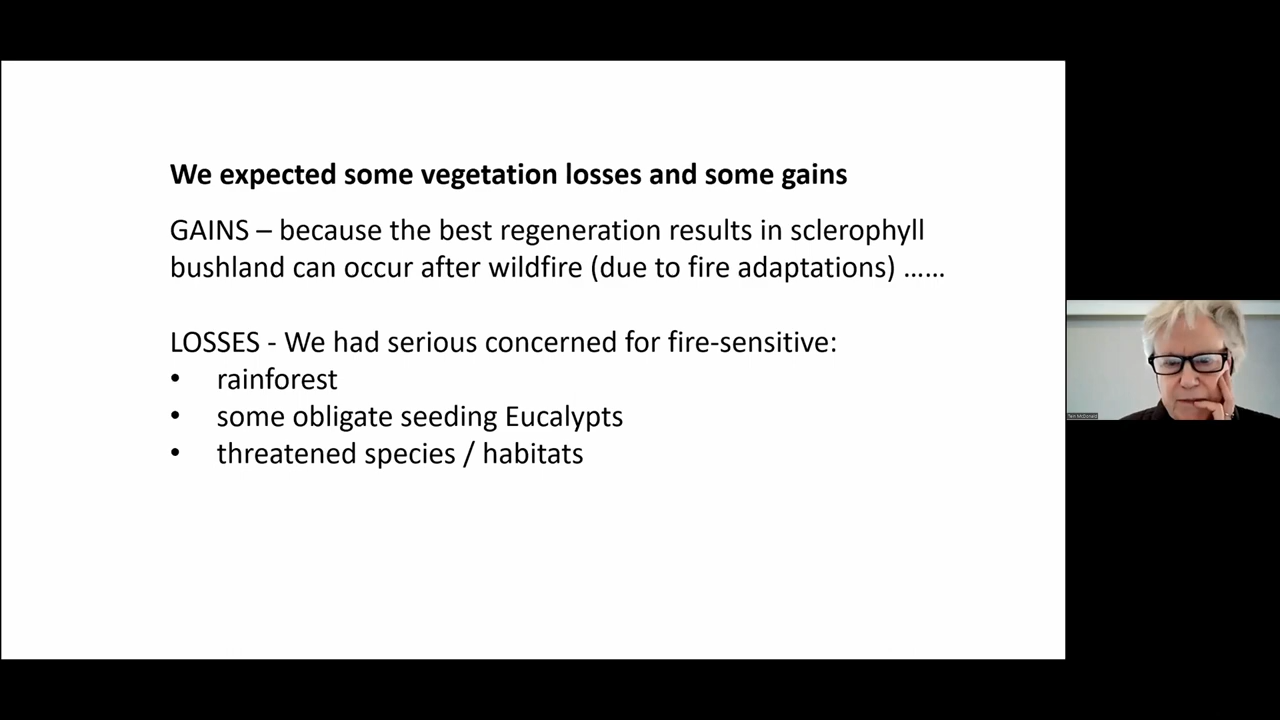 We expected some vegetation losses and some gains
GAINS – because the best regeneration results in sclerophyll
bushland can occur after wildfire (due to fire adaptations) ……
LOSSES - We had serious concerned for fire-sensitive:
• rainforest
• some obligate seeding Eucalypts
• threatened species / habitats
Tein McDonald